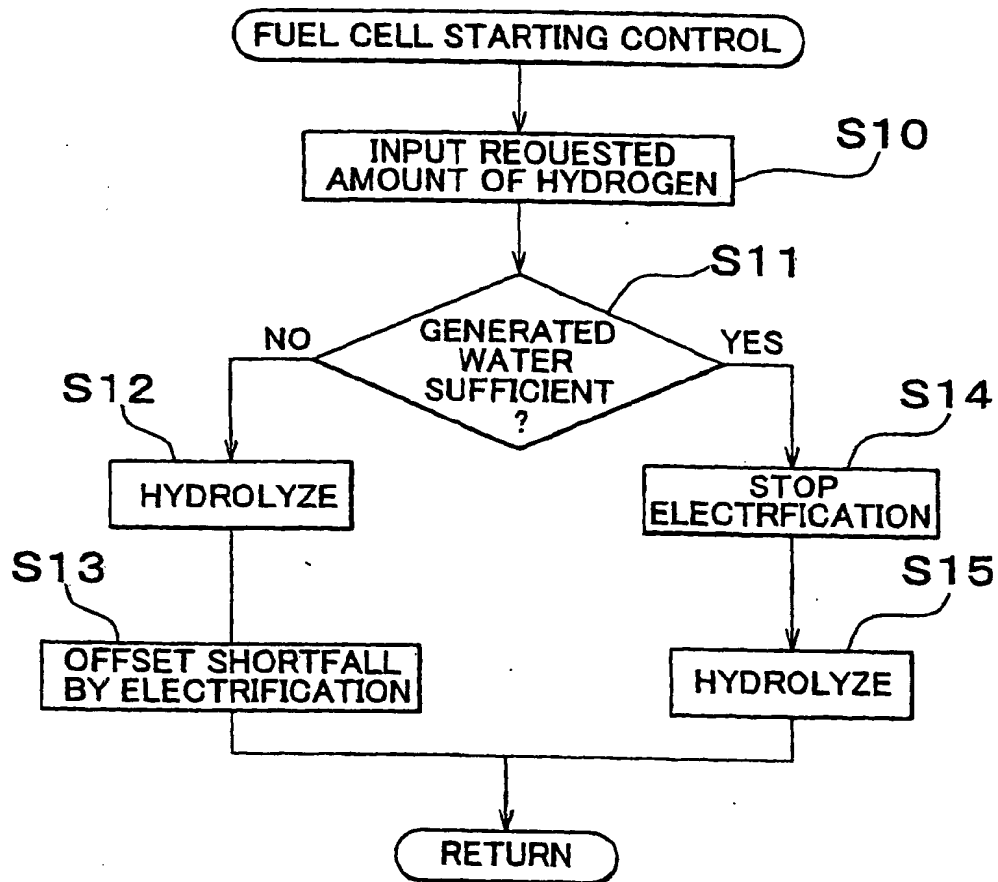 FUEL CELL STARTING CONTROL
S10
INPUT REQUESTED
AMOUNT OF HYDROGEN
S11
GENERATED
WATER
SUFFICIENT
?
NO
YES
S12
HYDROLYZE
S14
STOP
ELECTRFICATION
S13
OFFSET SHORTFALL
BY ELECTRIFICATION
S15
HYDROLYZE
RETURN